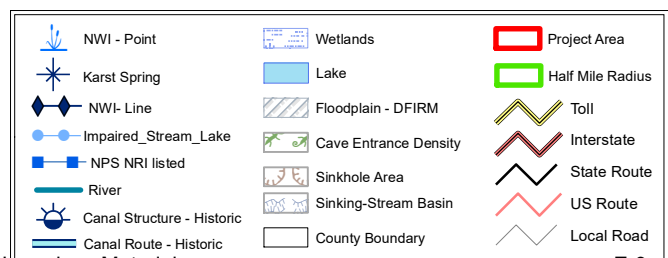 NWI - Point
Karst Spring
NWI- Line
Impaired_Stream_Lake
NPS NRI listed
River
Canal Structure - Historic
Canal Route - Historic
Wetlands
Lake
Floodplain - DFIRM
Cave Entrance Density
Sinkhole Area
Sinking-Stream Basin
County Boundary
Project Area
Half Mile Radius
Toll
Interstate
State Route
US Route
Local Road